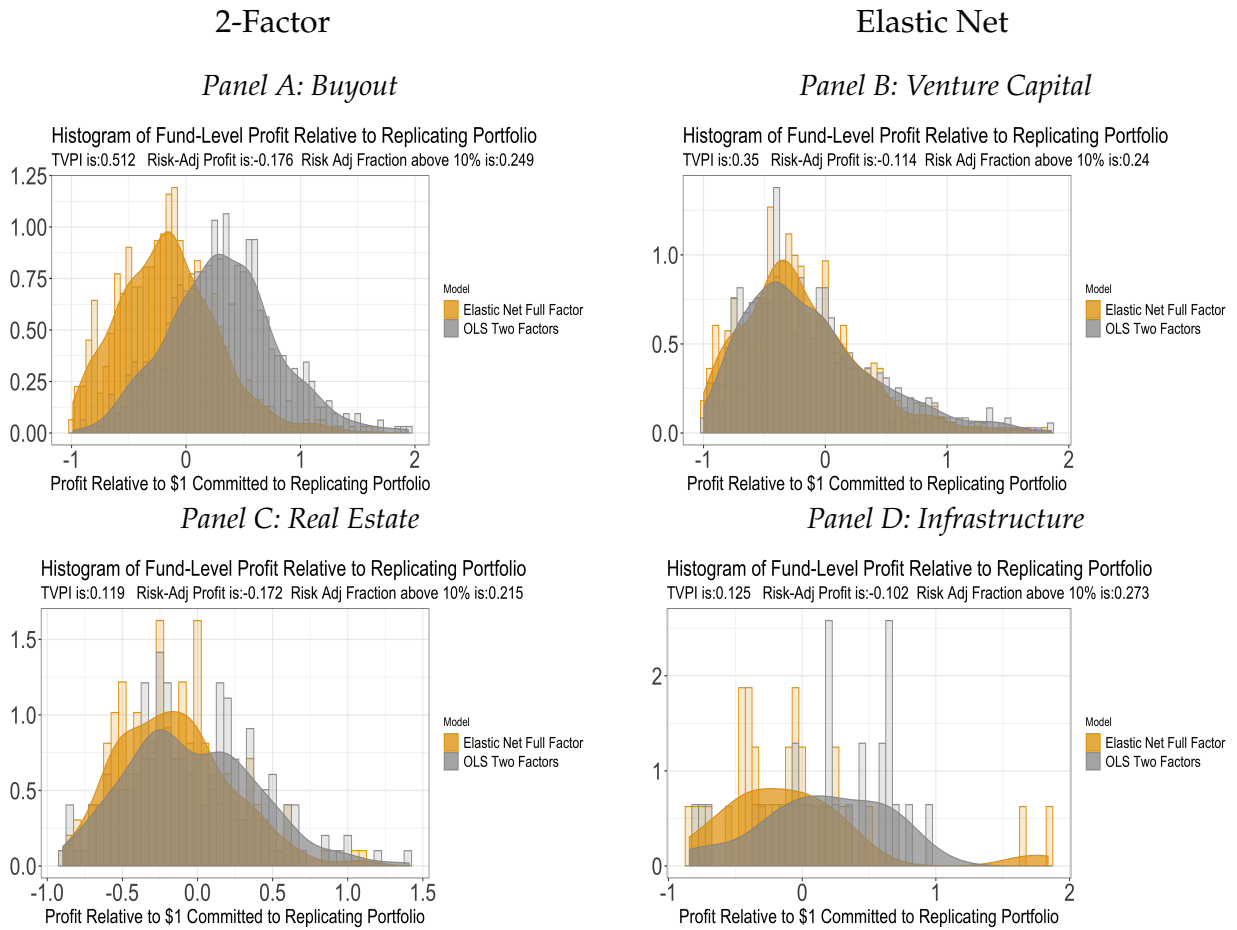 2-Factor
Elastic Net
Panel A: Buyout
Histogram of Fund-Level Profit Relative to Replicating Portfolio
TVPI is:0.512 Risk-Adj Profit is:-0.176 Risk Adj Fraction above 10% is:0.249
1.25
1.00
0.75
0.50
0.25
0.00
-1 0 1 2
Profit Relative to $1 Committed to Replicating Portfolio
Model
Elastic Net Full Factor
OLS Two Factors
Panel B: Venture Capital
Histogram of Fund-Level Profit Relative to Replicating Portfolio
TVPI is:0.35 Risk-Adj Profit is:-0.114 Risk Adj Fraction above 10% is:0.24
1.0
0.5
0.0
-1 0 1 2
Profit Relative to $1 Committed to Replicating Portfolio
Model
Elastic Net Full Factor
OLS Two Factors
Panel C: Real Estate
Histogram of Fund-Level Profit Relative to Replicating Portfolio
TVPI is:0.119 Risk-Adj Profit is:-0.172 Risk Adj Fraction above 10% is:0.215
1.5
1.0
0.5
0.0
-1.0 -0.5 0.0 0.5 1.0 1.5
Profit Relative to $1 Committed to Replicating Portfolio
Model
Elastic Net Full Factor
OLS Two Factors
Panel D: Infrastructure
Histogram of Fund-Level Profit Relative to Replicating Portfolio
TVPI is:0.125 Risk-Adj Profit is:-0.102 Risk Adj Fraction above 10% is:0.273
2
1
0
-1 0 1 2
Profit Relative to $1 Committed to Replicating Portfolio
Model
Elastic Net Full Factor
OLS Two Factors